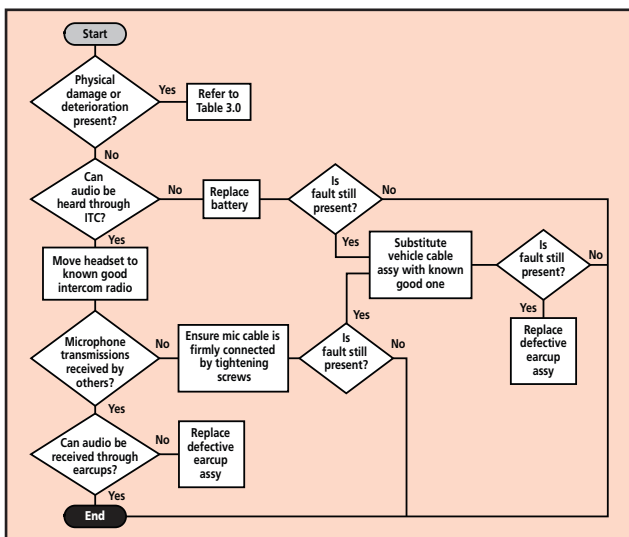 Start
Physical
damage or
deterioration
present?
Yes
Refer to
Table 3.0
No
Can
audio be
heard through
ITC?
No
Replace
battery
Is
fault still
present?
No
Yes
Yes
Move headset to
known good
intercom radio
Substitute
vehicle cable
assy with known
good one
Is
fault still
present?
No
Yes
Replace
defective
earcup
assy
Microphone
transmissions
received by
others?
No
Ensure mic cable is
firmly connected
by tightening
screws
Is
fault still
present?
Yes
No
Yes
Can audio be
received through
earcups?
No
Replace
defective
earcup
assy
Yes
End